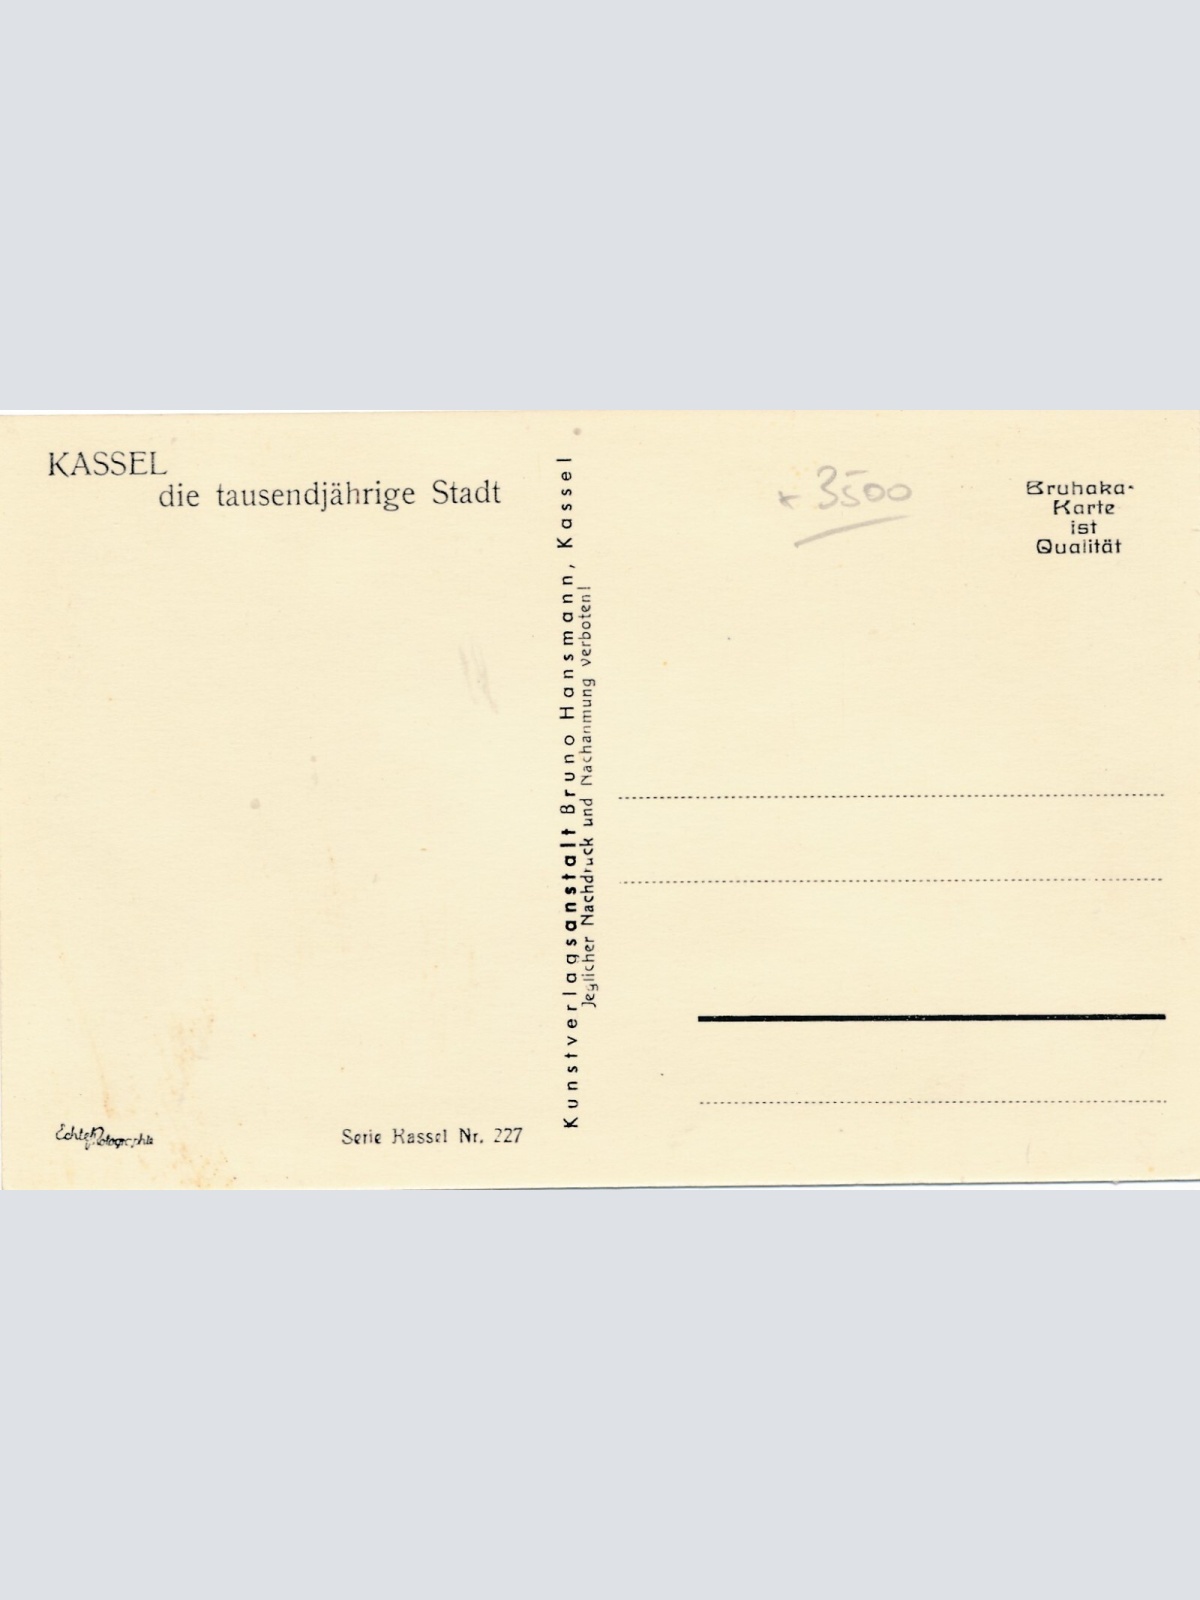 KASSEL
die tausendjährige Stadt
Kunstverlagsanstalt Bruno Hansmann, Kassel
Jeglicher Nachdruck und Nachahmung verboten!
3500
Bruhaka-
Karte
ist
Qualität
Echte Photographie
Serie Kassel Nr. 227